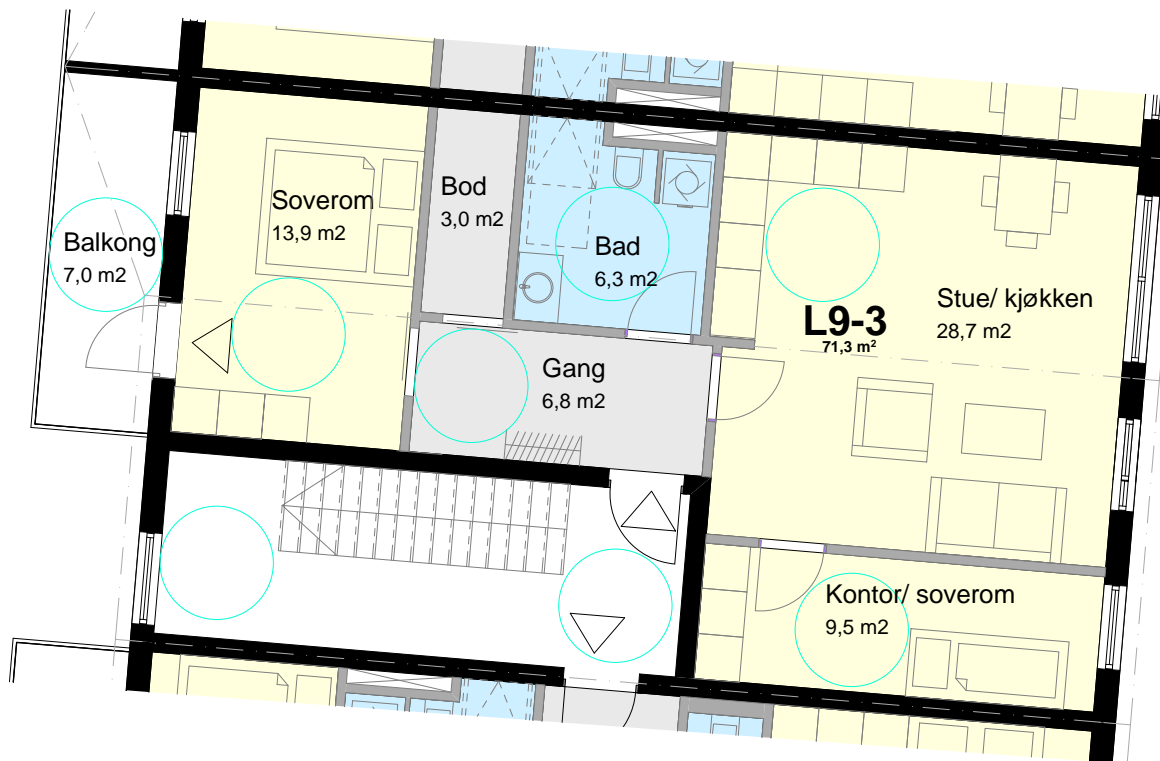 Soverom
13,9 m2
Bod
3,0 m2
Balkong
7,0 m2
Bad
6,3 m2
Stue/ kjøkken
28,7 m2
L9-3
71,3 m²
Gang
6,8 m2
Kontor/ soverom
9,5 m2